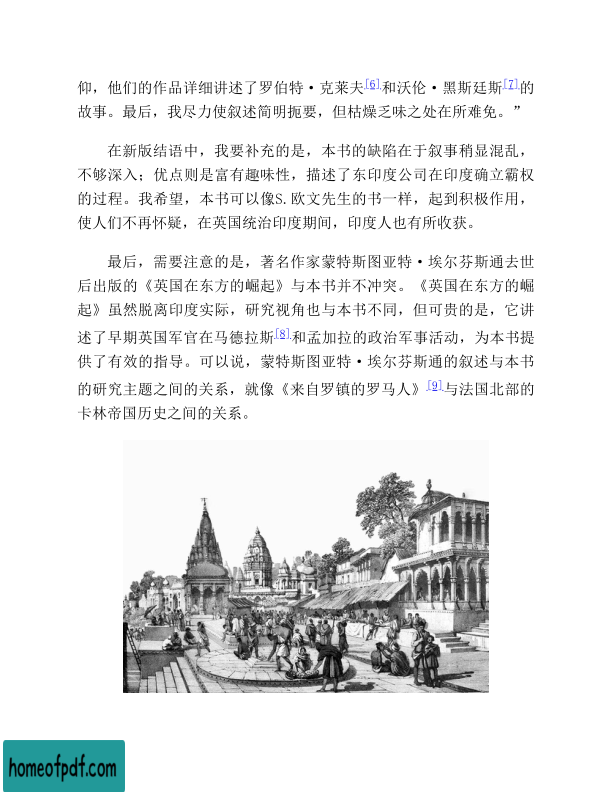 仰，他们的作品详细讲述了罗伯特·克莱夫[6]和沃伦·黑斯廷斯[7]的
故事。最后，我尽力使叙述简明扼要，但枯燥乏味之处在所难免。”
在新版结语中，我要补充的是，本书的缺陷在于叙事稍显混乱，
不够深入；优点则是富有趣味性，描述了东印度公司在印度确立霸权
的过程。我希望，本书可以像S.欧文先生的书一样，起到积极作用，
使人们不再怀疑，在英国统治印度期间，印度人也有所收获。
最后，需要注意的是，著名作家蒙特斯图亚特·埃尔芬斯通去世
后出版的《英国在东方的崛起》与本书并不冲突。《英国在东方的崛
起》虽然脱离印度实际，研究视角也与本书不同，但可贵的是，它讲
述了早期英国军官在马德拉斯[8]和孟加拉的政治军事活动，为本书提
供了有效的指导。可以说，蒙特斯图亚特·埃尔芬斯通的叙述与本书
的研究主题之间的关系，就像《来自罗镇的罗马人》[9]与法国北部的
卡林帝国历史之间的关系。
homeofpdf.com